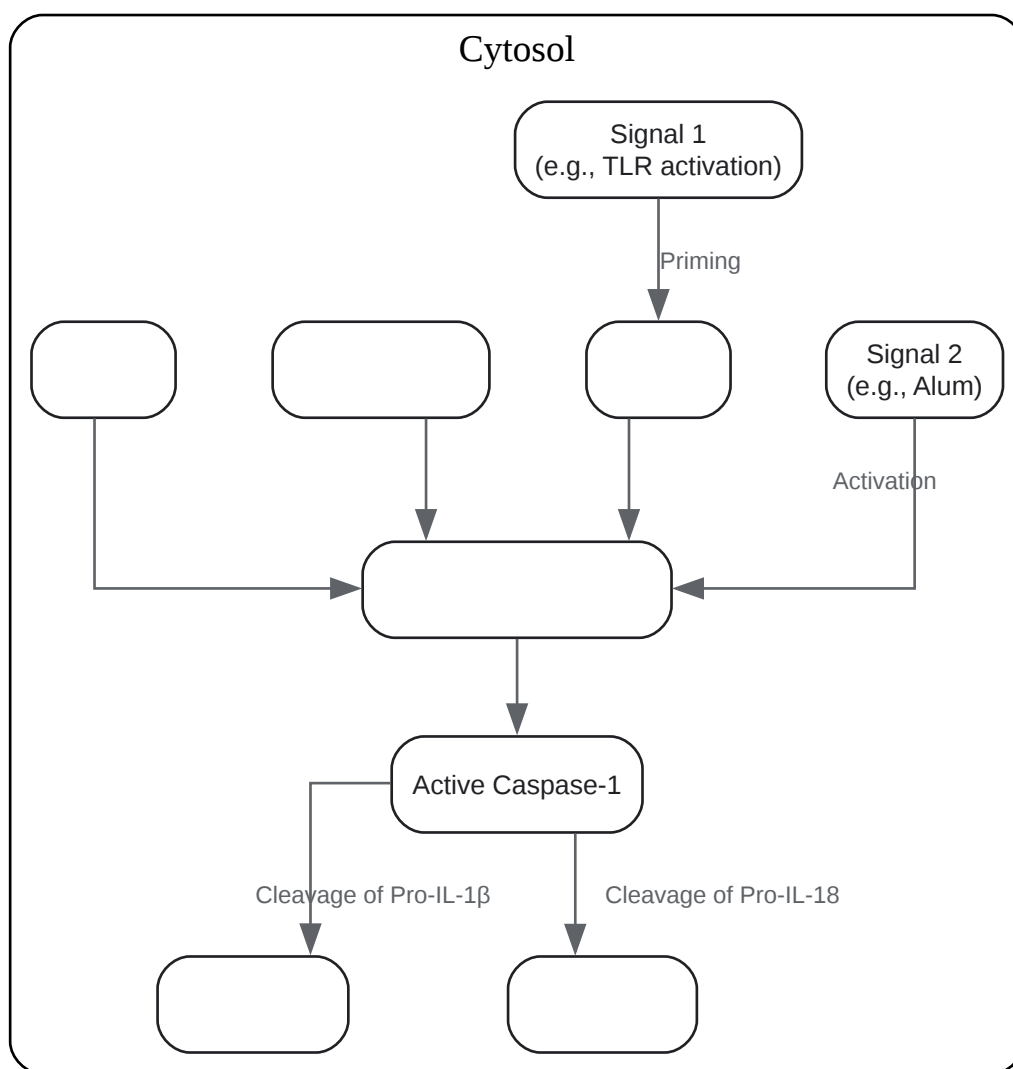 Cytosol
Signal 1
(e.g., TLR activation)
Priming
Signal 2
(e.g., Alum)
Activation
Active Caspase-1
Cleavage of Pro-IL-1β
Cleavage of Pro-IL-18